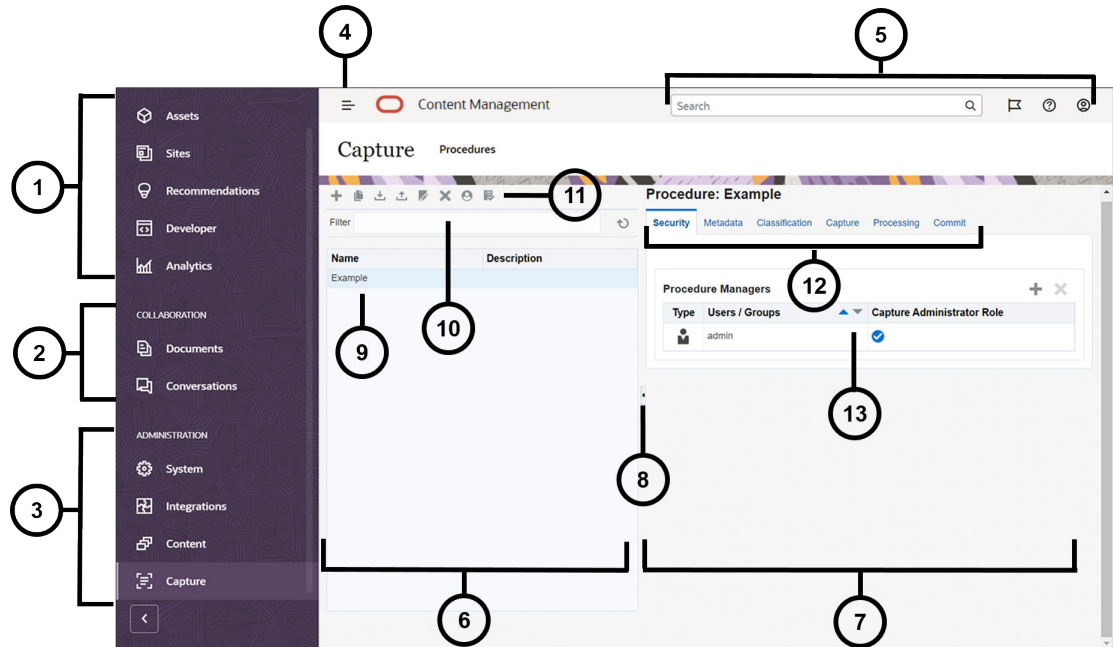 4
5
Content Management
Search
Capture
Procedures
1
Assets
Sites
Recommendations
Developer
Analytics
2
COLLABORATION
Documents
Conversations
3
ADMINISTRATION
System
Integrations
Content
Capture
11
Filter
Name Description
Example
9
10
6
8
Procedure: Example
Security Metadata Classification Capture Processing Commit
12
Procedure Managers
Type Users / Groups Capture Administrator Role
admin
13
7